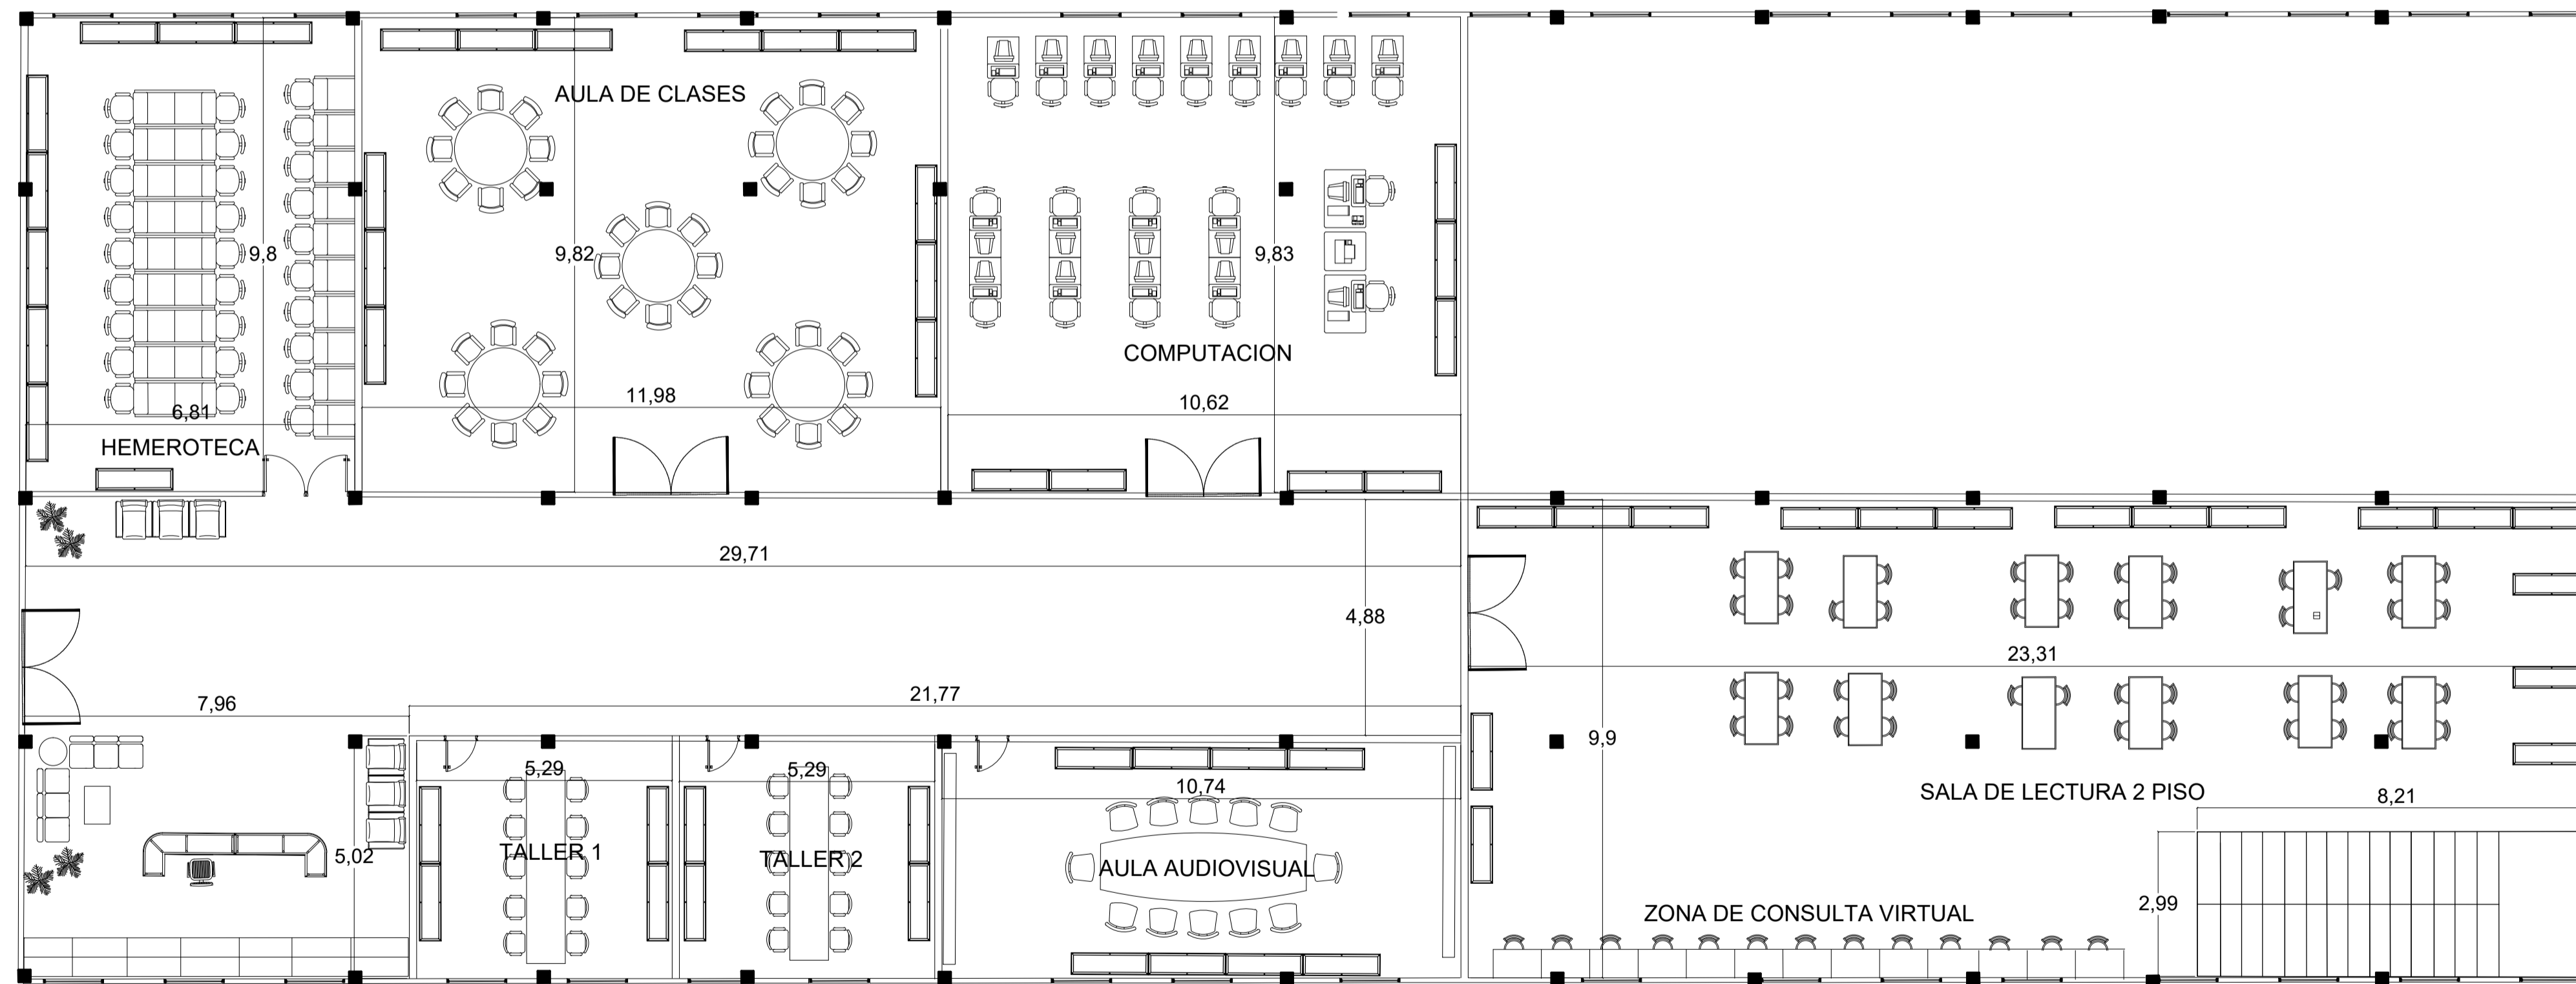 AULA DE CLASES
9,8
9,82
9,83
COMPUTACION
11,98
10,62
6,81
HEMEROTECA
29,71
4,88
23,31
21,77
7,96
9,9
5,29
5,29
10,74
SALA DE LECTURA 2 PISO
8,21
5,02
TALLER 1
TALLER 2
AULA AUDIOVISUAL
2,99
ZONA DE CONSULTA VIRTUAL